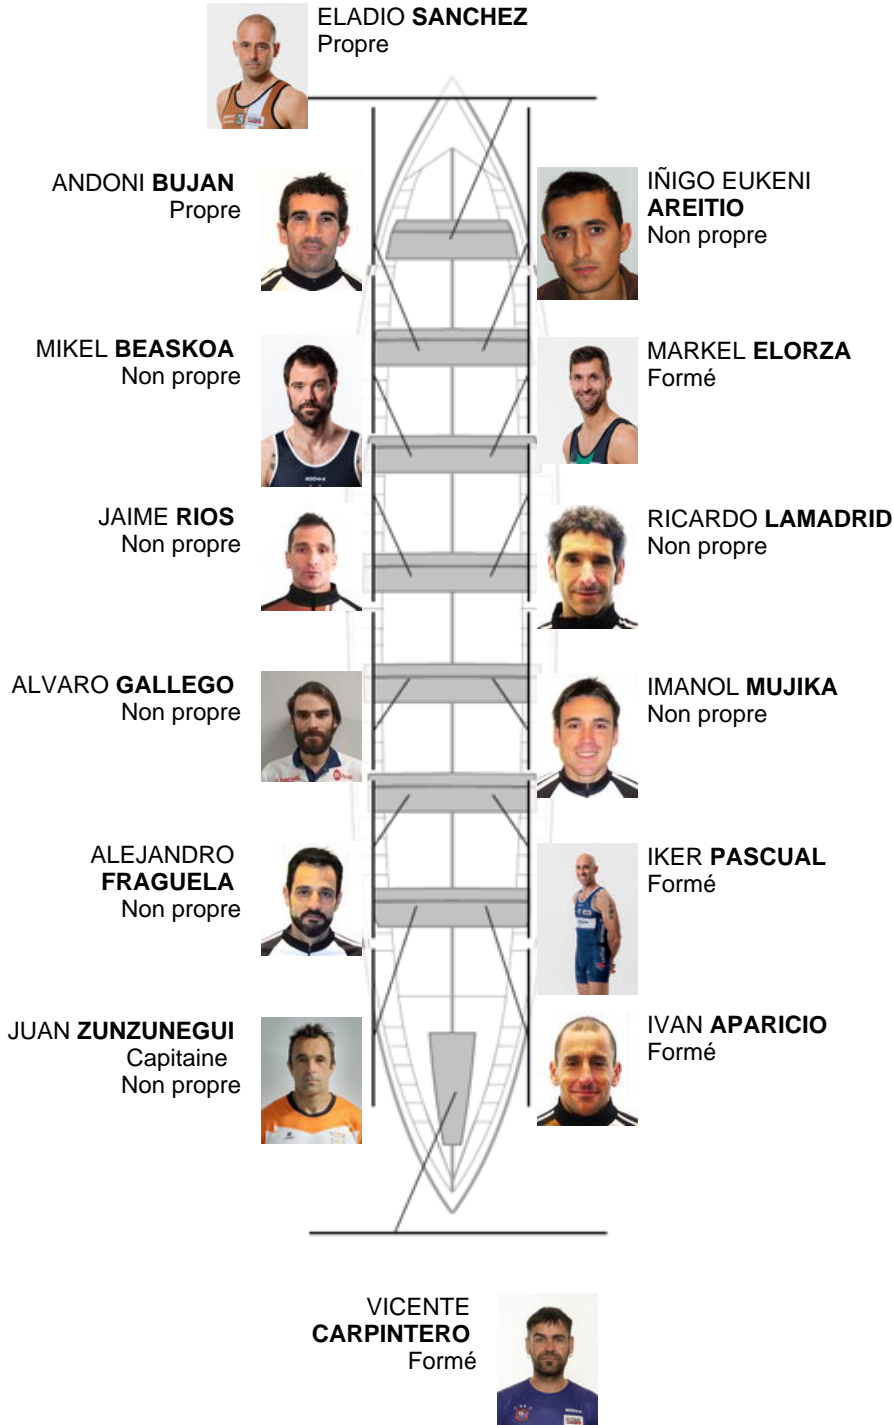 ELADIO SANCHEZ
Propre
ANDONI BUJAN
Propre
IÑIGO EUKENI
AREITIO
Non propre
MIKEL BEASKOA
Non propre
MARKEL ELORZA
Formé
JAIME RIOS
Non propre
RICARDO LAMADRID
Non propre
ALVARO GALLEGO
Non propre
IMANOL MUJIKA
Non propre
ALEJANDRO
FRAGUELA
Non propre
IKER PASCUAL
Formé
JUAN ZUNZUNEGUI
Capitaine
Non propre
IVAN APARICIO
Formé
VICENTE
CARPINTERO
Formé